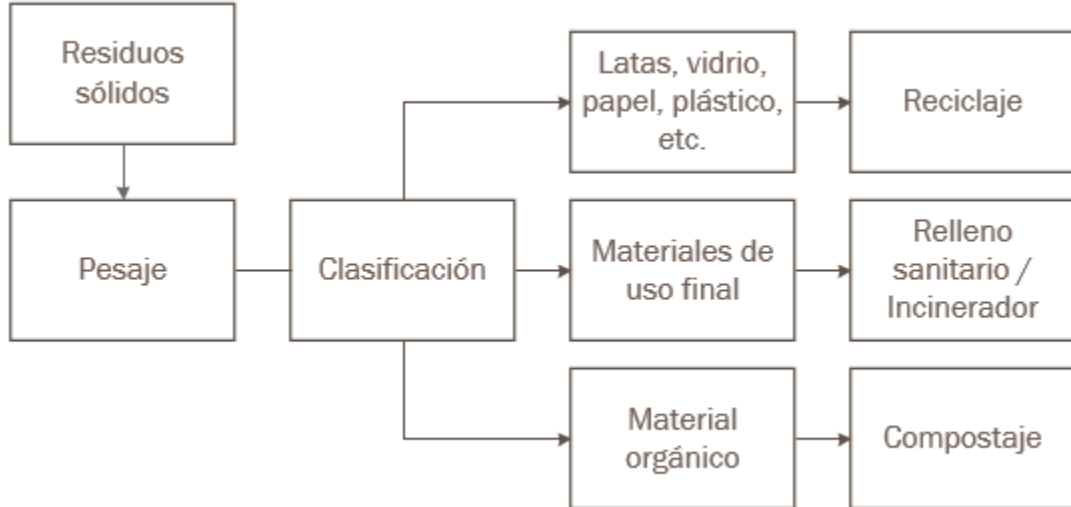 Residuos
sólidos
Pesaje
Clasificación
Latas, vidrio,
papel, plástico,
etc.
Reciclaje
Materiales de
uso final
Relleno
sanitario /
Incinerador
Material
orgánico
Compostaje